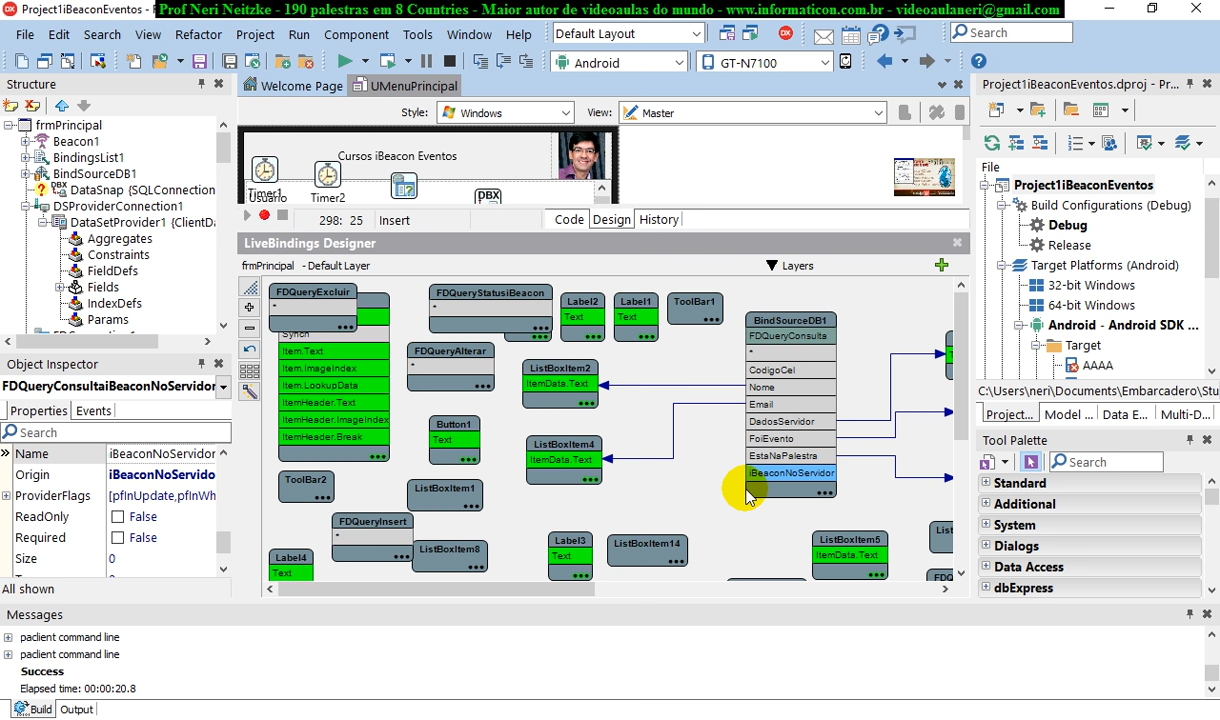 Project1iBeaconEventos -
Prof Neri Neitzke - 190 palestras em 8 Countries - Maior autor de videoaulas do mundo - www.informaticon.com.br - videoaulaneri@gmail.com
File Edit Search View Refactor Project Run Component Tools Window Help
Default Layout
Search
Android
GT-N7100
Structure
frmPrincipal
Beacon1
BindingsList1
BindSourceDB1
DataSnap {SQLConnection
DSProviderConnection1
DataSetProvider1 {ClientDa
Aggregates
Constraints
FieldDefs
Fields
IndexDefs
Params
Object Inspector
FDQueryConsultaiBeaconNoServidor
Properties Events
Search
Name iBeaconNoServidor
Origin iBeaconNoServido
ProviderFlags [pfInUpdate,pfInWh
ReadOnly False
Required False
Size 0
All shown
Welcome Page UMenuPrincipal
Style: Windows View: Master
Cursos iBeacon Eventos
Timer1
Usuario
Timer2
DBX
298: 25 Insert Code Design History
LiveBindings Designer
frmPrincipal - Default Layer Layers
FDQueryExcluir
*
Synch
Item.Text
Item.ImageIndex
Item.LookupData
ItemHeader.Text
ItemHeader.ImageIndex
ItemHeader.Break
ToolBar2
FDQueryInsert
*
Label4
Text
FDQueryStatusiBeacon
*
FDQueryAlterar
*
Button1
Text
ListBoxItem1
ListBoxItem8
Label2
Text
Label1
Text
ToolBar1
ListBoxItem2
ItemData.Text
ListBoxItem4
ItemData.Text
Label3
Text
ListBoxItem14
BindSourceDB1
FDQueryConsulta
*
CodigoCel
Nome
Email
DadosServidor
FoiEvento
EstaNaPalestra
iBeaconNoServidor
ListBoxItem5
ItemData.Text
Project1iBeaconEventos.dproj - Pr...
File
Project1iBeaconEventos
Build Configurations (Debug)
Debug
Release
Target Platforms (Android)
32-bit Windows
64-bit Windows
Android - Android SDK ...
Target
AAAA
C:\Users\neri\Documents\Embarcadero\Stu
Project... Model ... Data E... Multi-D...
Tool Palette
Search
Standard
Additional
System
Dialogs
Data Access
dbExpress
Messages
paclient command line
paclient command line
Success
Elapsed time: 00:00:20.8
Build Output